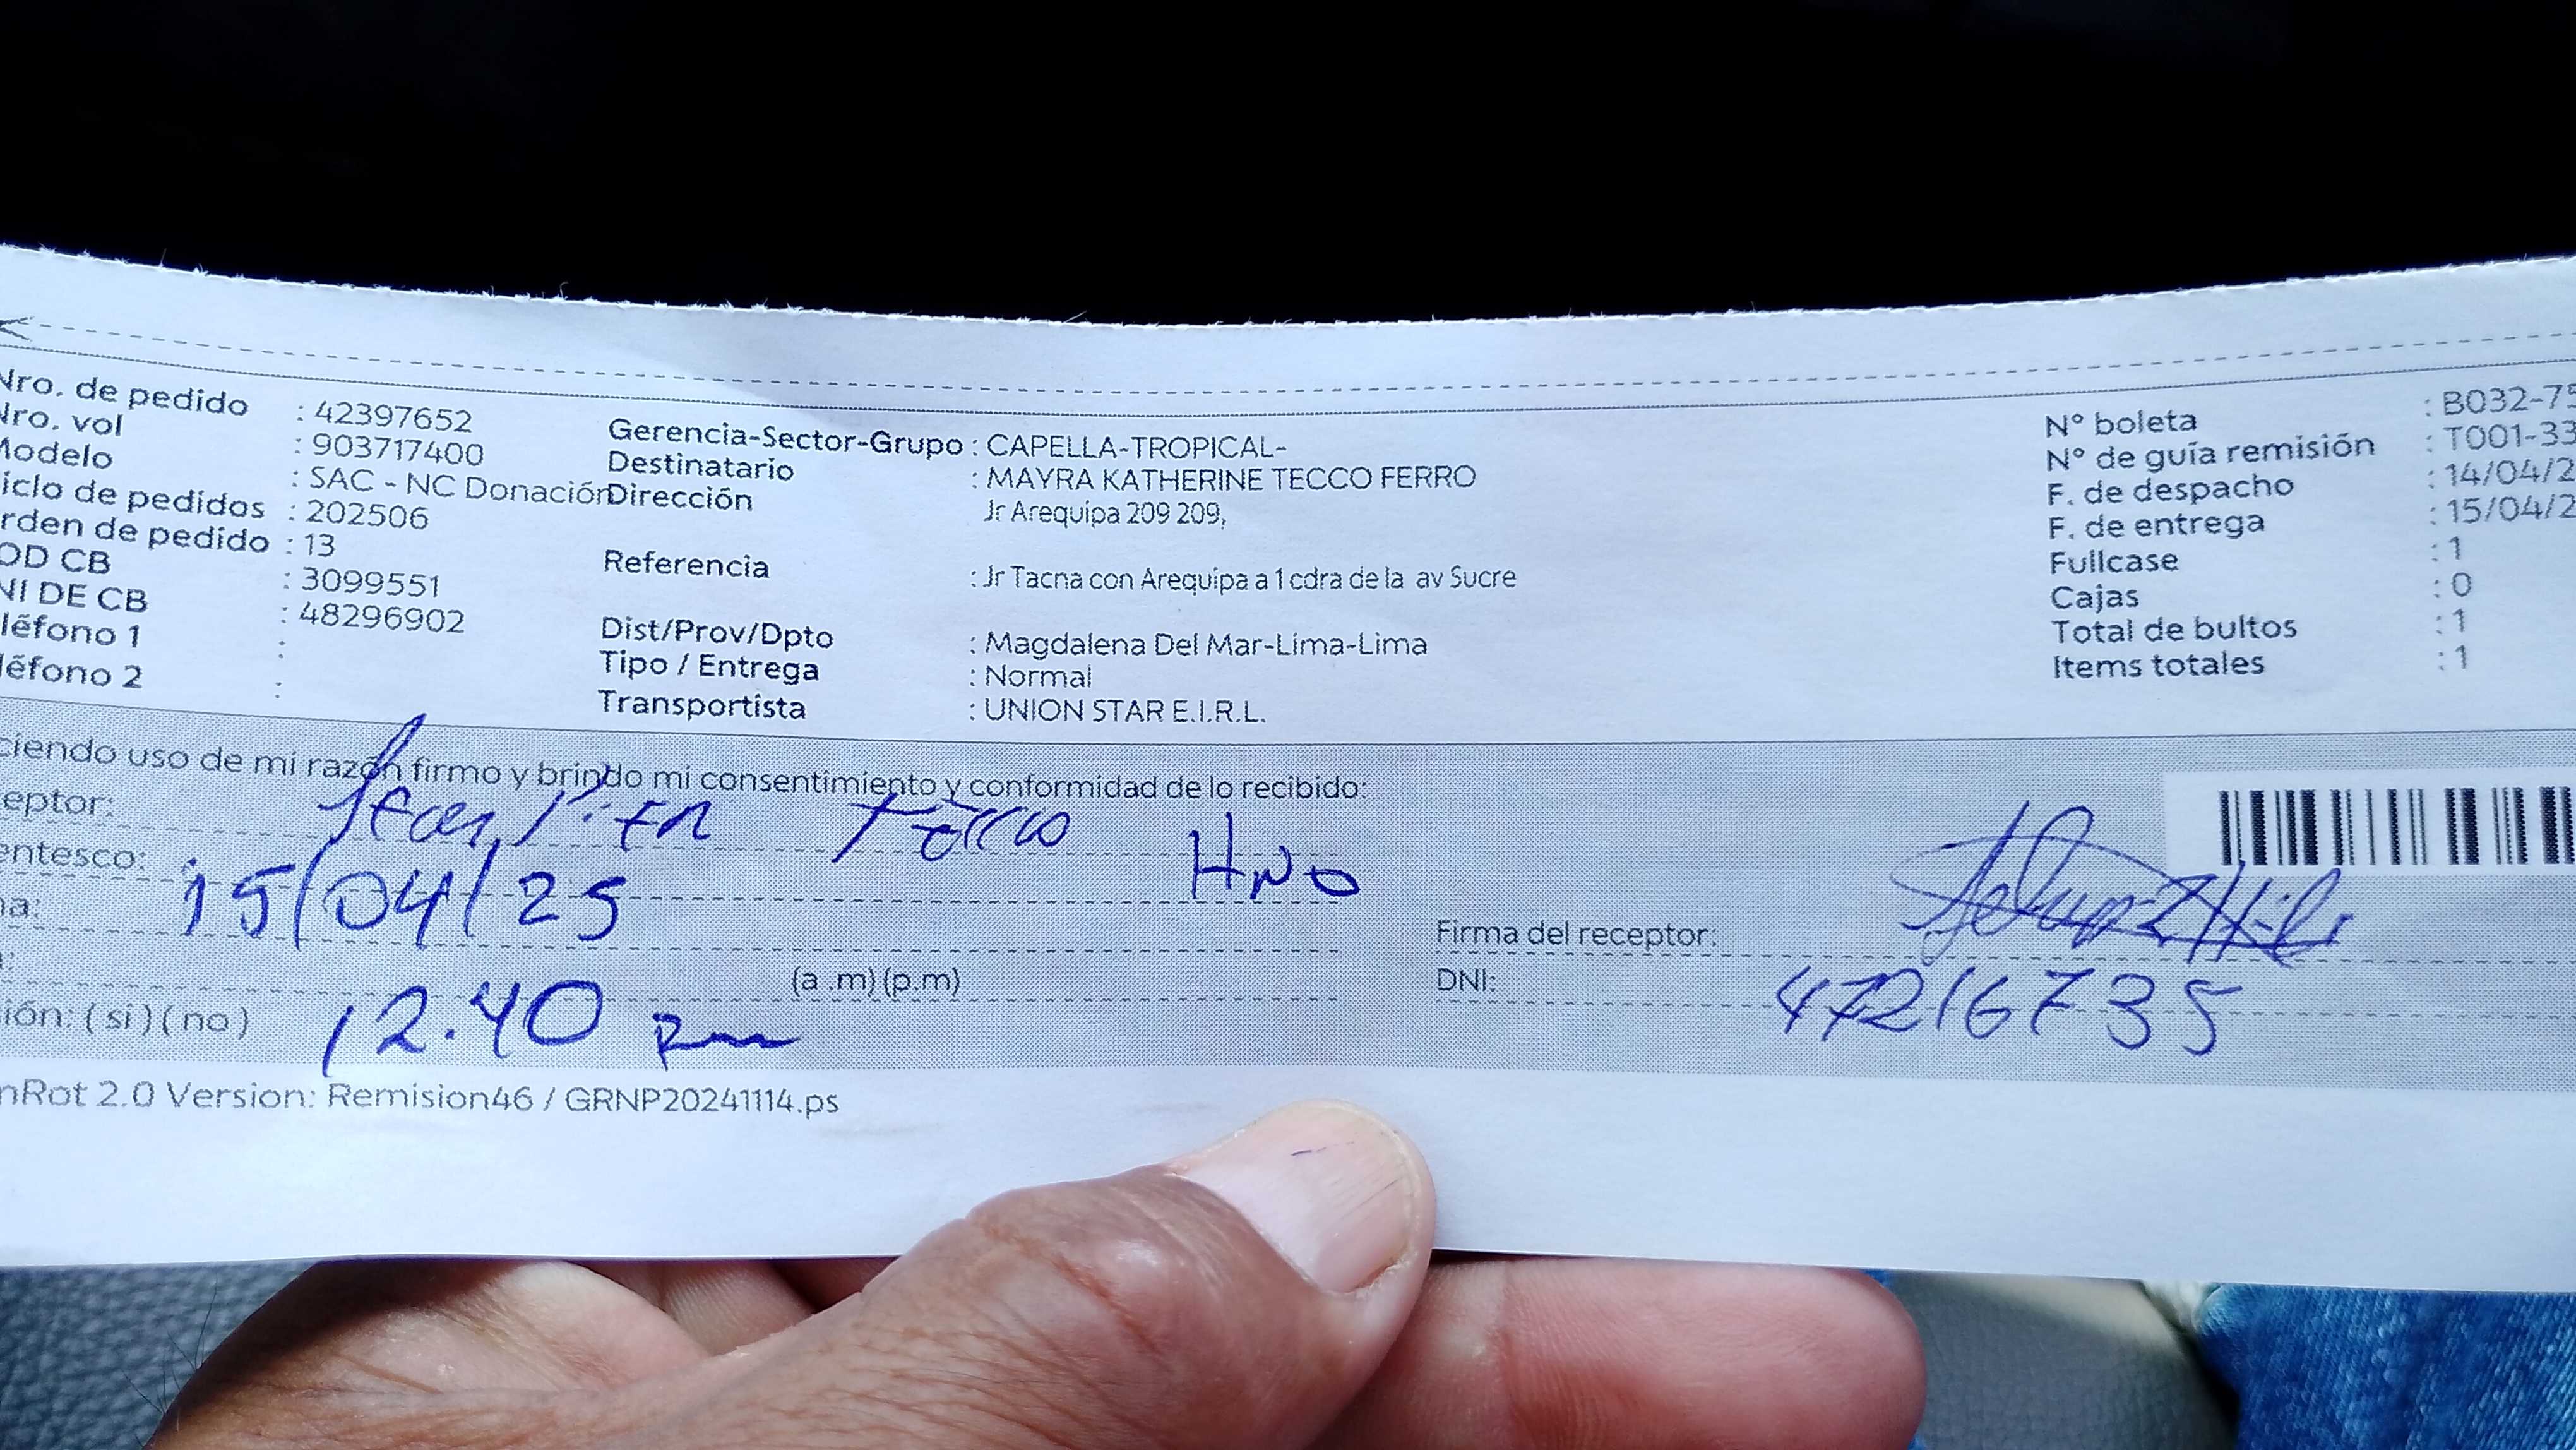 Nro. de pedido : 42397652
Nro. vol : 903717400
Modelo : SAC - NC Donación
iclo de pedidos : 202506
rden de pedido : 13
OD CB : 3099551
NI DE CB : 48296902
léfono 1 :
léfono 2 :
Gerencia-Sector-Grupo : CAPELLA-TROPICAL-
Destinatario : MAYRA KATHERINE TECCO FERRO
Dirección Jr Arequipa 209 209,
Referencia : Jr Tacna con Arequipa a 1 cdra de la av Sucre
Dist/Prov/Dpto : Magdalena Del Mar-Lima-Lima
Tipo / Entrega : Normal
Transportista : UNION STAR E.I.R.L.
N° boleta : B032-75
N° de guía remisión : T001-33
F. de despacho : 14/04/2
F. de entrega : 15/04/2
Fullcase : 1
Cajas : 0
Total de bultos : 1
Items totales : 1
ciendo uso de mi razón firmo y brindo mi consentimiento y conformidad de lo recibido:
eptor: Tecco
entesco: HNO
na: 15/04/25
(a .m) (p.m)
ión: ( si ) ( no ) 12.40 pm
Firma del receptor:
DNI: 47216735
nRot 2.0 Version: Remision46 / GRNP20241114.ps